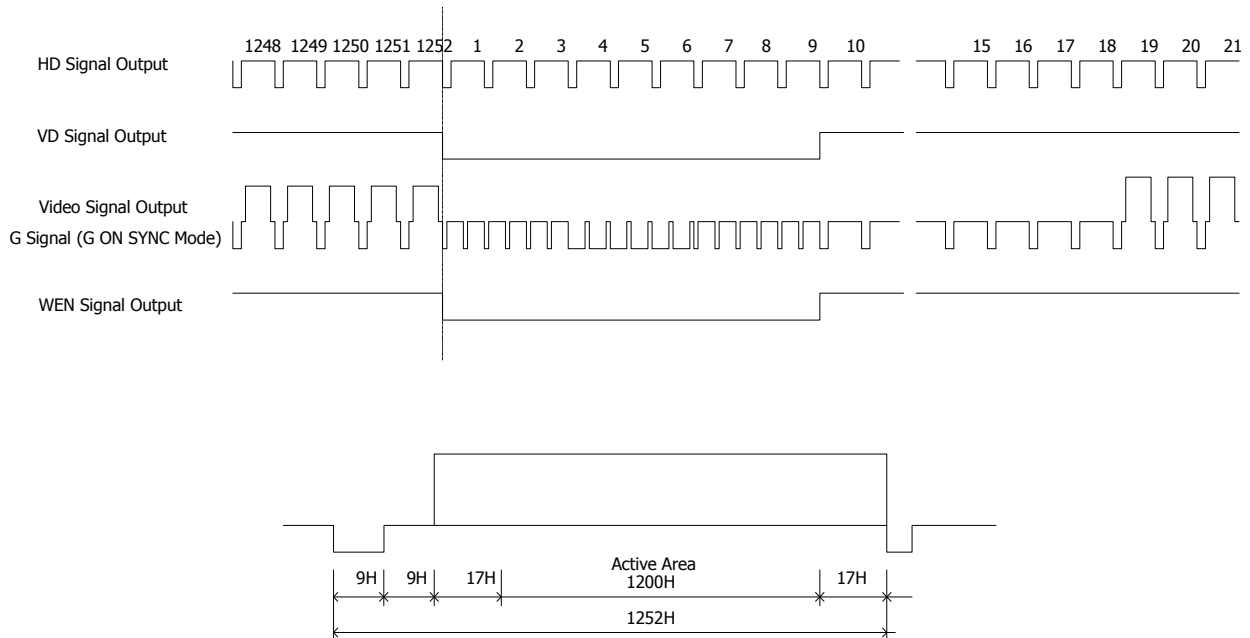 1248 1249 1250 1251 1252 1 2 3 4 5 6 7 8 9 10 15 16 17 18 19 20 21
HD Signal Output
VD Signal Output
Video Signal Output
G Signal (G ON SYNC Mode)
WEN Signal Output
Active Area
9H 9H 17H 1200H 17H
1252H